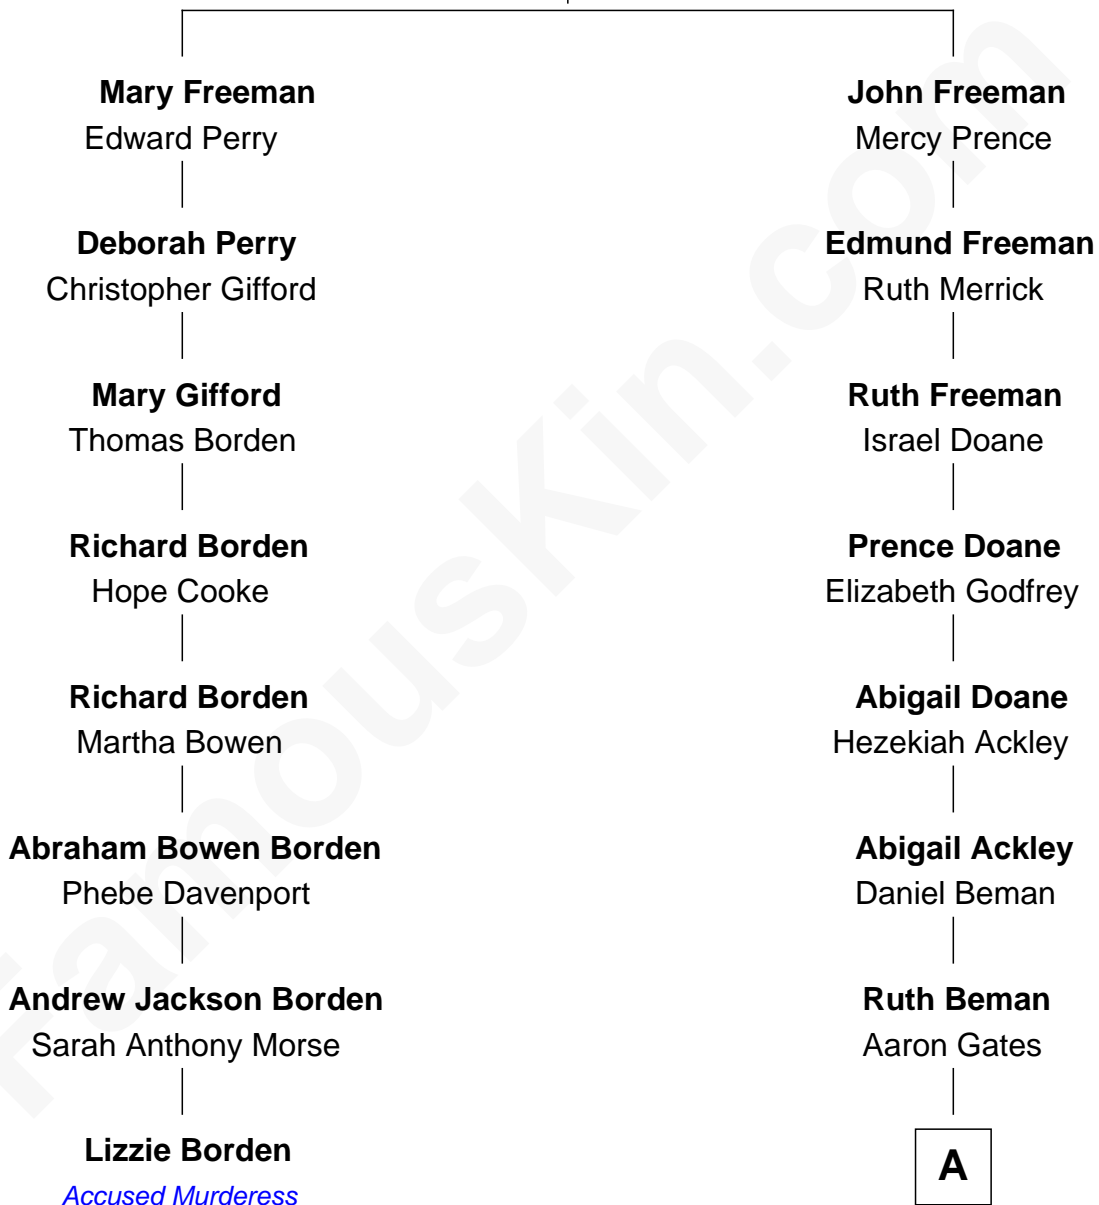 Mary Freeman
Edward Perry
Deborah Perry
Christopher Gifford
Mary Gifford
Thomas Borden
Richard Borden
Hope Cooke
Richard Borden
Martha Bowen
Abraham Bowen Borden
Phebe Davenport
Andrew Jackson Borden
Sarah Anthony Morse
Lizzie Borden
Accused Murderess
John Freeman
Mercy Prence
Edmund Freeman
Ruth Merrick
Ruth Freeman
Israel Doane
Prence Doane
Elizabeth Godfrey
Abigail Doane
Hezekiah Ackley
Abigail Ackley
Daniel Beman
Ruth Beman
Aaron Gates
A
FamousKin.com